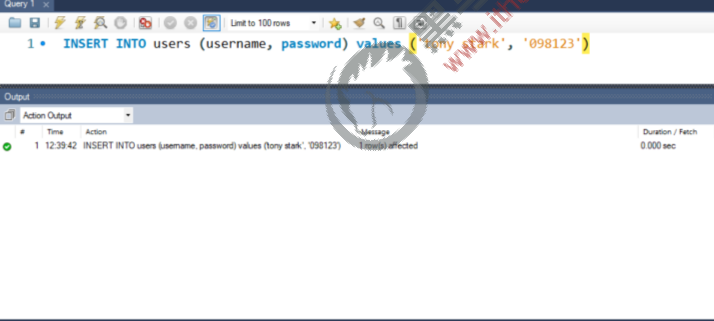 Query 1
Limit to 100 rows
1 INSERT INTO users (username, password) values ('tony stark', '098123')
Output
Action Output
# Time Action Message Duration / Fetch
1 12:39:42 INSERT INTO users (username, password) values ('tony stark', '098123') 1 row(s) affected 0.000 sec
www.ith